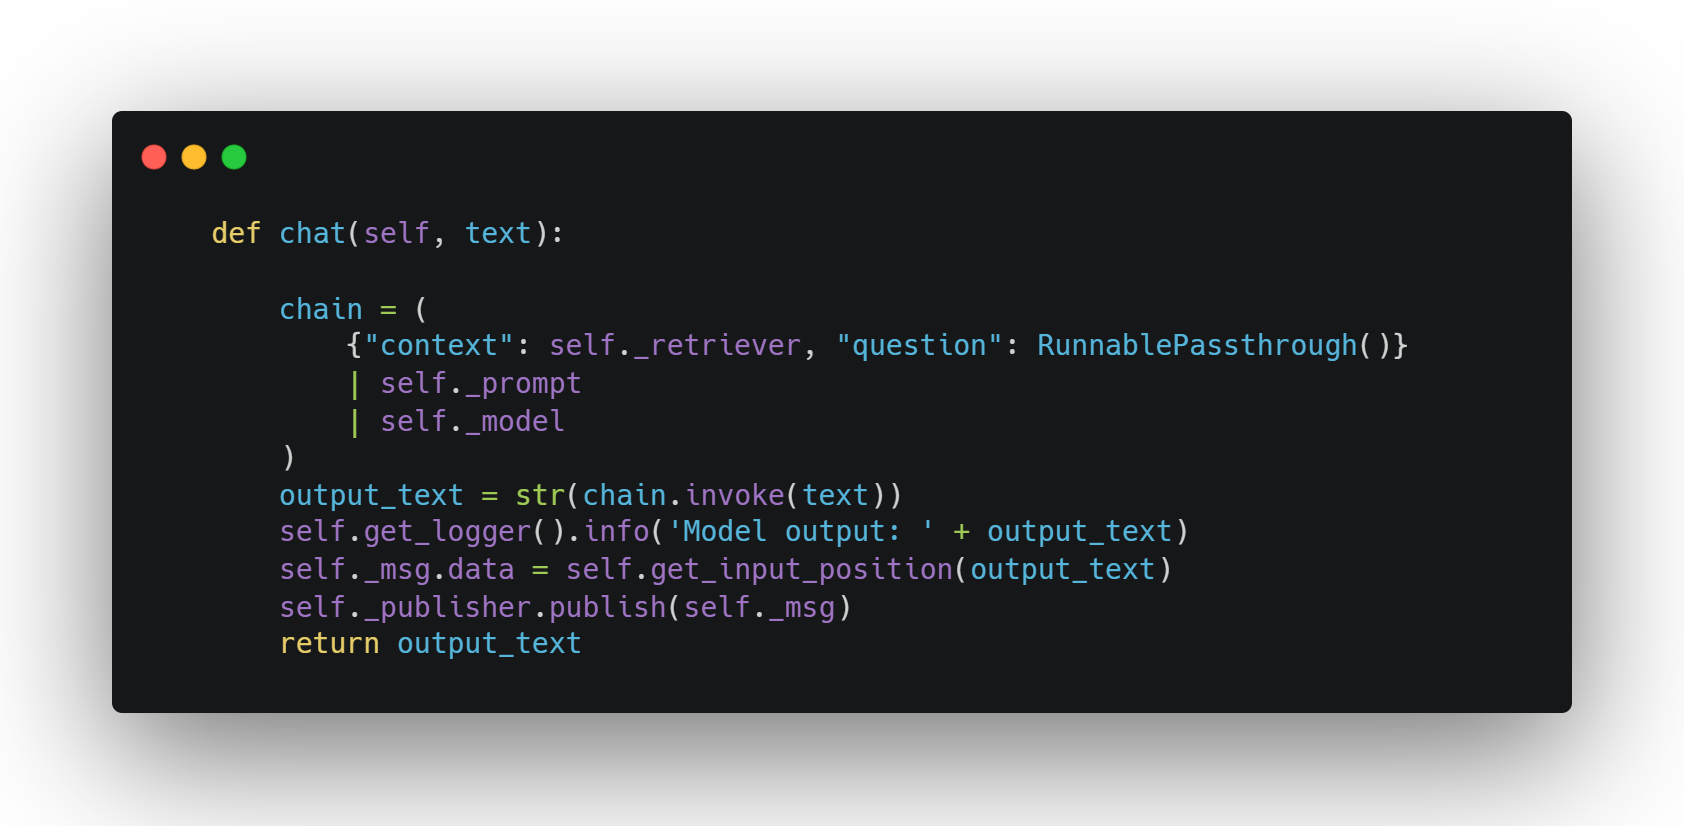 def chat(self, text):
chain = (
{"context": self._retriever, "question": RunnablePassthrough()}
| self._prompt
| self._model
)
output_text = str(chain.invoke(text))
self.get_logger().info('Model output: ' + output_text)
self._msg.data = self.get_input_position(output_text)
self._publisher.publish(self._msg)
return output_text